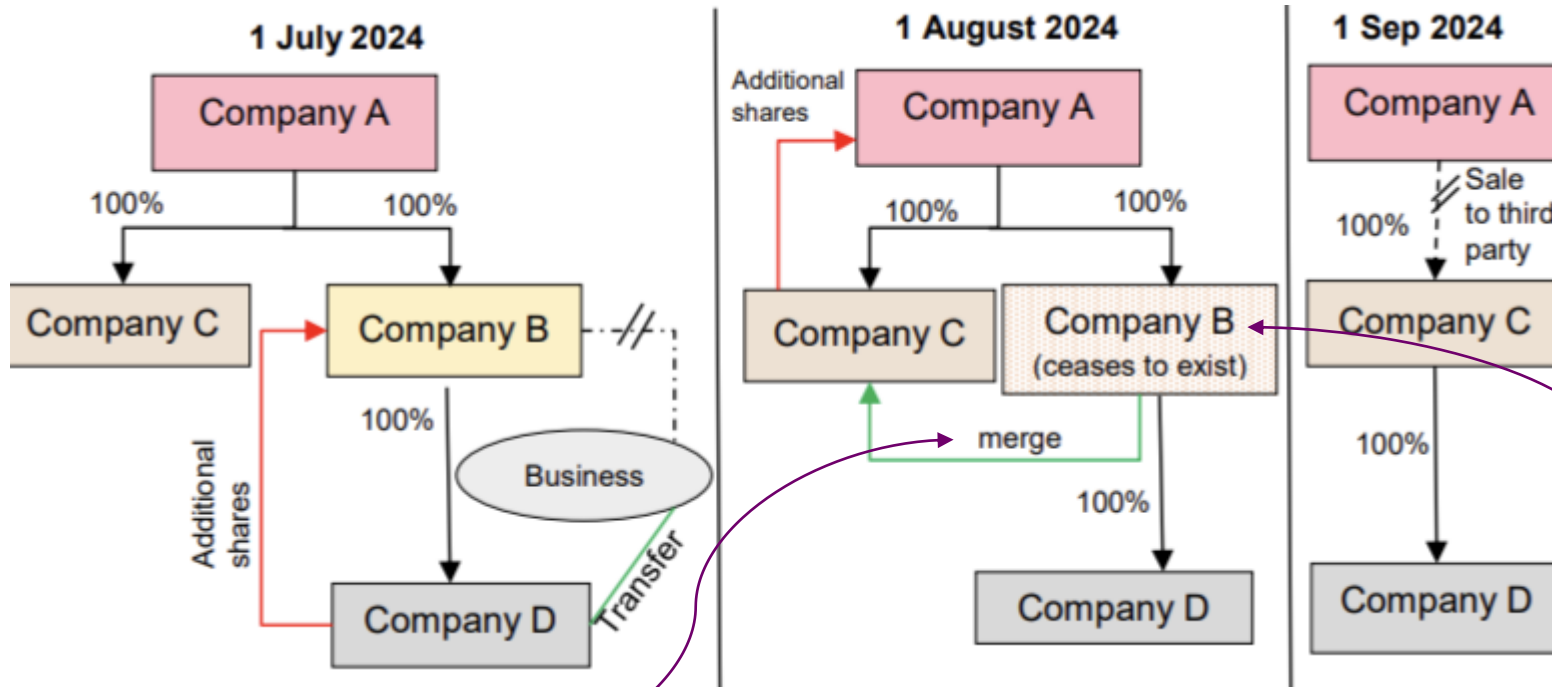 1 July 2024
Company A
100%
100%
Company C
Company B
100%
Business
Additional
shares
Transfer
Company D
1 August 2024
Additional
shares
Company A
100%
100%
Company C
Company B
(ceases to exist)
merge
100%
Company D
1 Sep 2024
Company A
Sale
to third
party
100%
Company C
100%
Company D